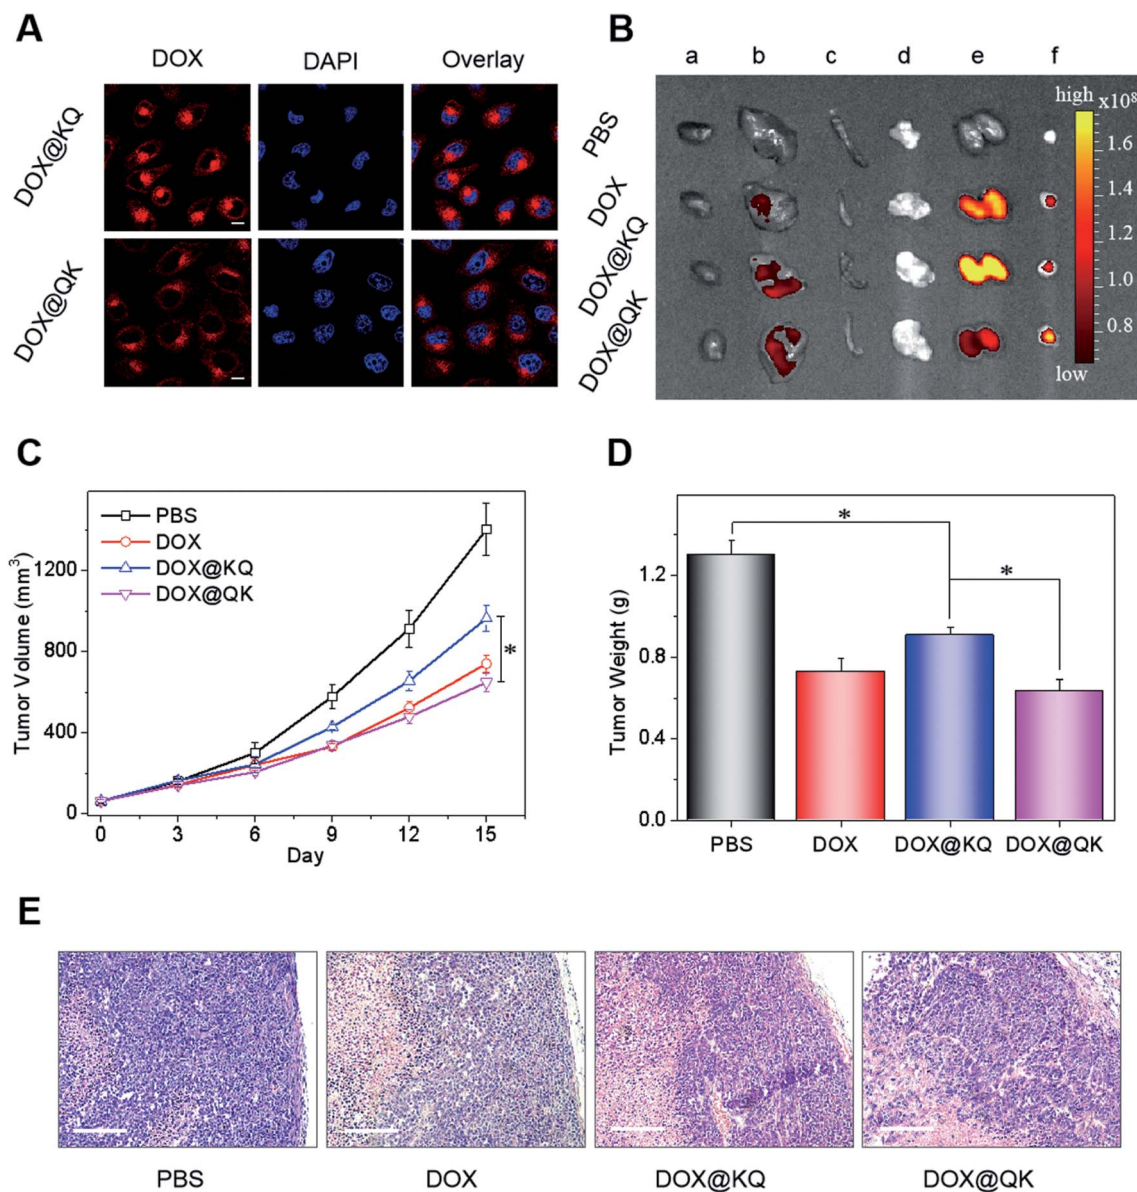 A
DOX DAPI Overlay
DOX@KQ
DOX@QK
B
a b c d e f
PBS
DOX
DOX@KQ
DOX@QK
high x10⁸
1.6
1.4
1.2
1.0
0.8
low
C
PBS
DOX
DOX@KQ
DOX@QK
Tumor Volume (mm³)
1200
800
400
0
0 3 6 9 12 15
Day
*
D
Tumor Weight (g)
1.2
0.8
0.4
0.0
* *
PBS DOX DOX@KQ DOX@QK
E
PBS DOX DOX@KQ DOX@QK